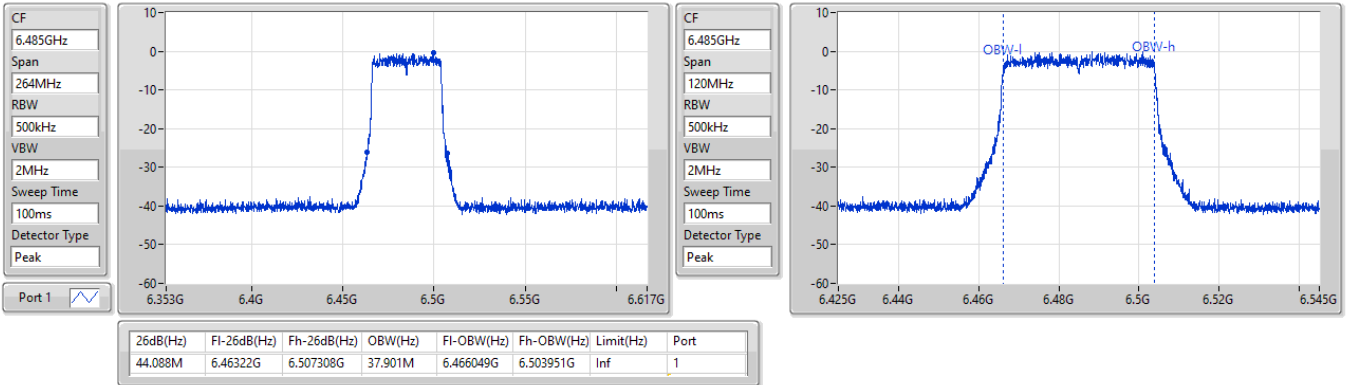 CF
6.485GHz
Span
264MHz
RBW
500kHz
VBW
2MHz
Sweep Time
100ms
Detector Type
Peak
Port 1
10
0
-10
-20
-30
-40
-50
-60
6.353G 6.4G 6.45G 6.5G 6.55G 6.617G
CF
6.485GHz
Span
120MHz
RBW
500kHz
VBW
2MHz
Sweep Time
100ms
Detector Type
Peak
10
0
-10
-20
-30
-40
-50
-60
OBW-l OBW-h
6.425G 6.44G 6.46G 6.48G 6.5G 6.52G 6.545G
26dB(Hz) Fl-26dB(Hz) Fh-26dB(Hz) OBW(Hz) Fl-OBW(Hz) Fh-OBW(Hz) Limit(Hz) Port
44.088M 6.46322G 6.507308G 37.901M 6.466049G 6.503951G Inf 1